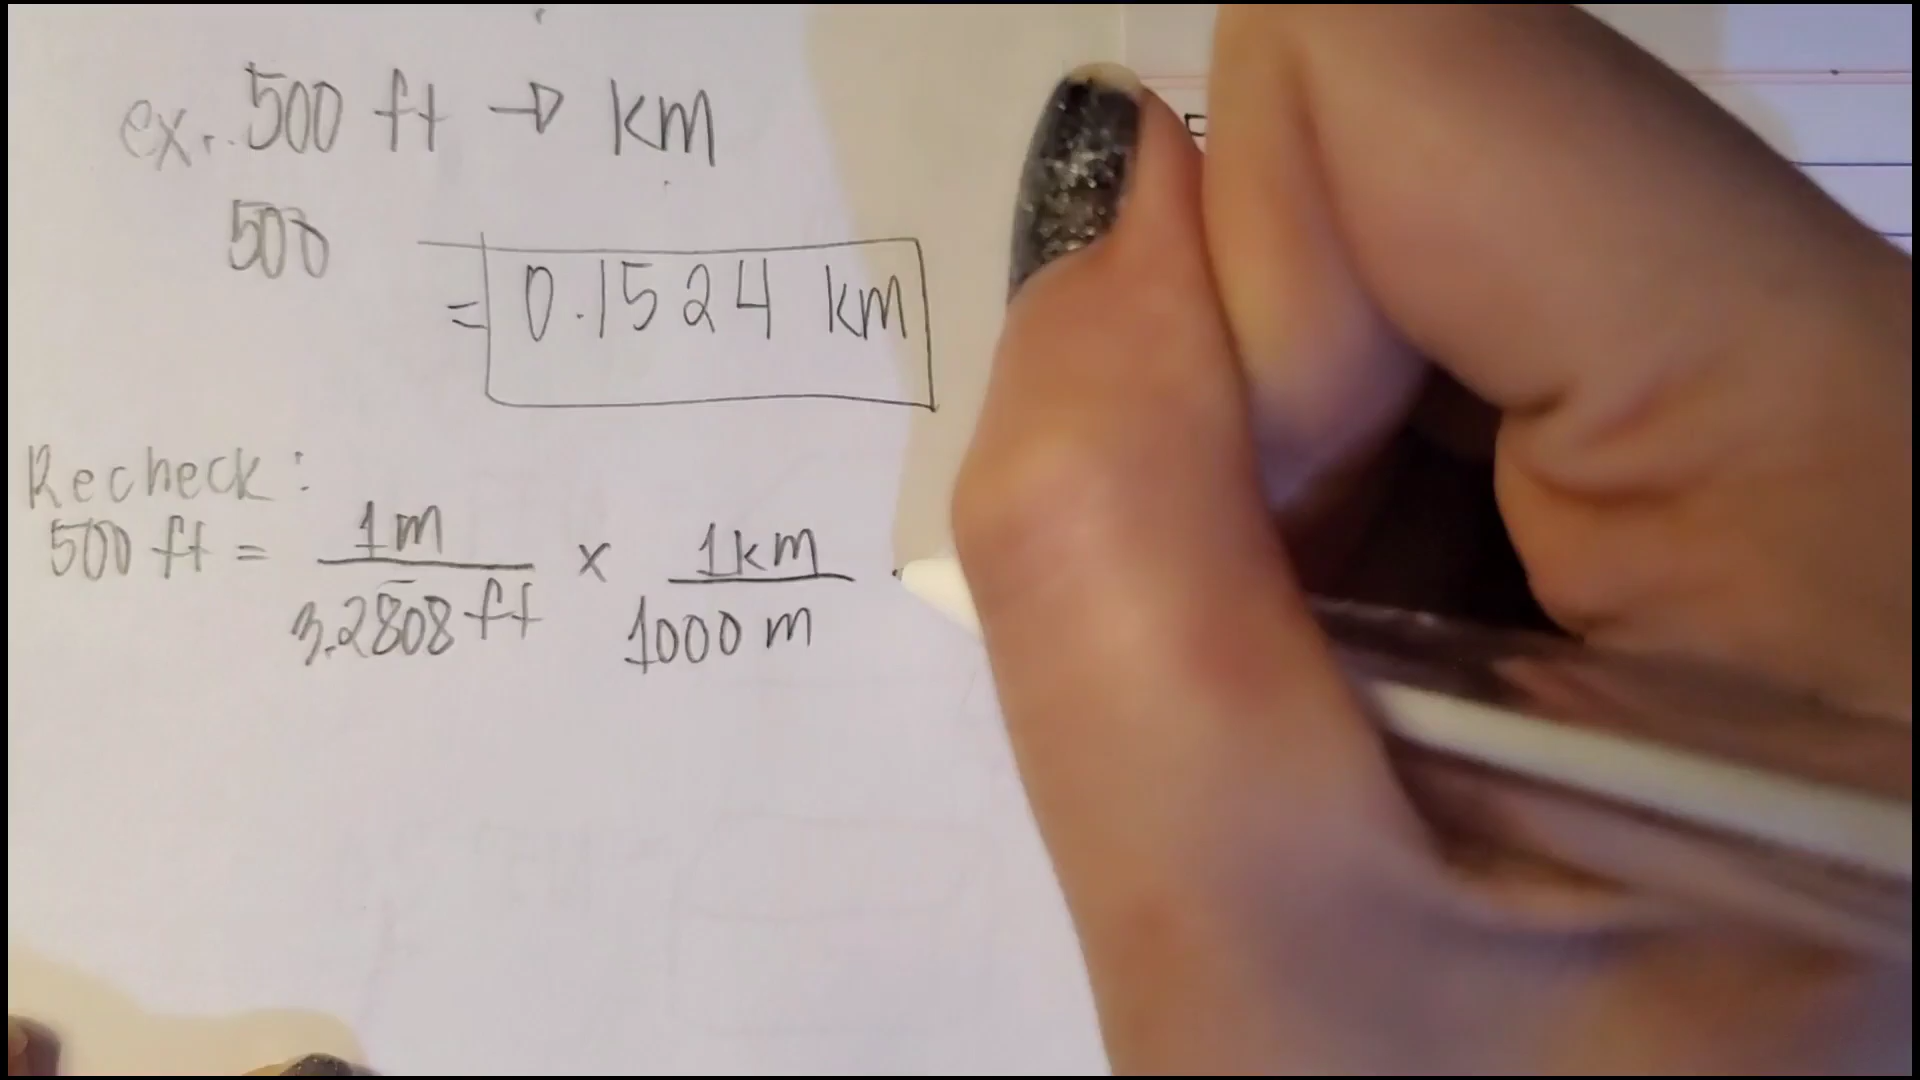 ex. 500 ft → km
500
= 0.1524 km
Recheck:
500 ft = 1m / 3.2808 ft x 1km / 1000 m